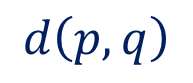 d(p, q)